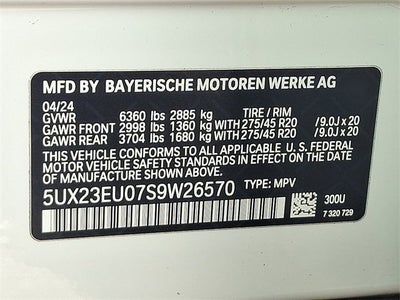 MFD BY BAYERISCHE MOTOREN WERKE AG
04/24
GVWR 6360 lbs 2885 kg TIRE / RIM
GAWR FRONT 2998 lbs 1360 kg WITH 275/45 R20 / 9.0J x 20
GAWR REAR 3704 lbs 1680 kg WITH 275/45 R20 / 9.0J x 20
THIS VEHICLE CONFORMS TO ALL APPLICABLE U. S. FEDERAL
MOTOR VEHICLE SAFETY STANDARDS IN EFFECT ON THE DATE OF MANUFACTURE SHOWN ABOVE.
5UX23EU07S9W26570 TYPE: MPV
300U
7 320 729